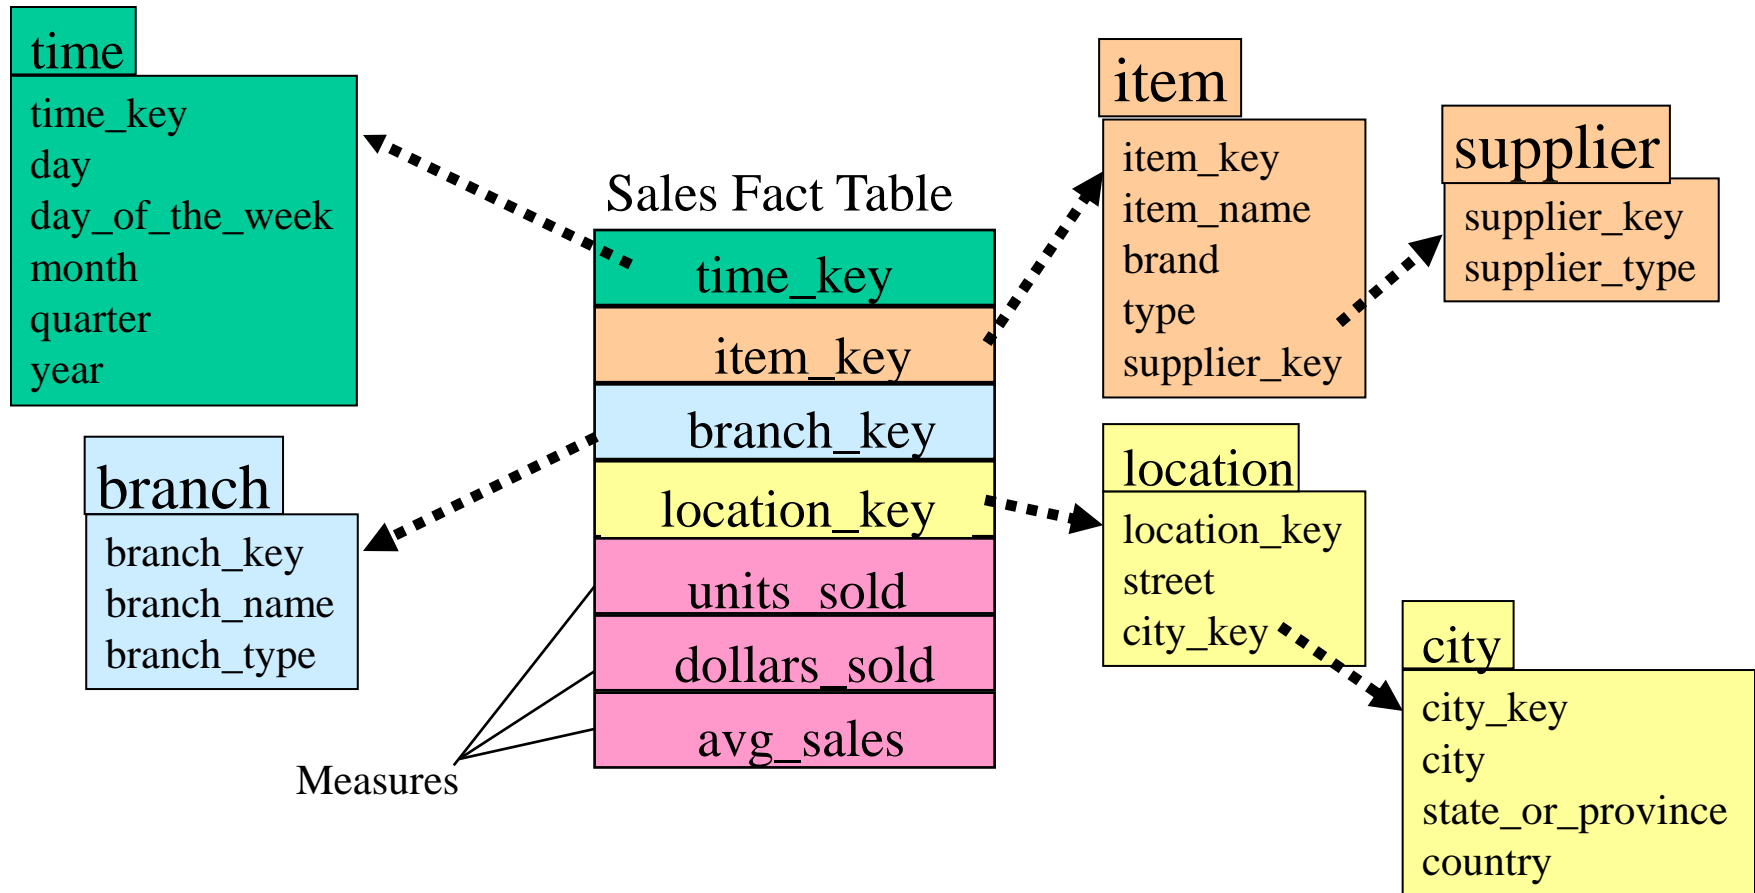 time
time_key
day
day_of_the_week
month
quarter
year
branch
branch_key
branch_name
branch_type
Sales Fact Table
time_key
item_key
branch_key
location_key
units_sold
dollars_sold
avg_sales
Measures
item
item_key
item_name
brand
type
supplier_key
supplier
supplier_key
supplier_type
location
location_key
street
city_key
city
city_key
city
state_or_province
country